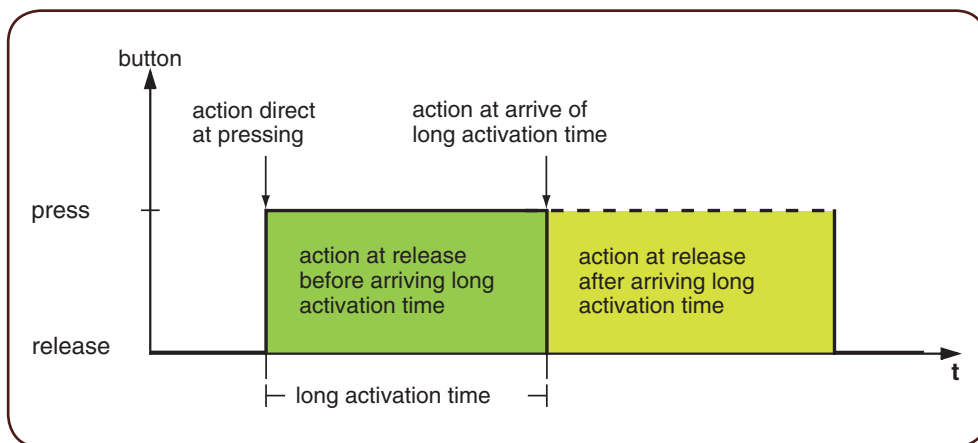 button
action direct
at pressing
action at arrive of
long activation time
press
action at release
before arriving long
activation time
action at release
after arriving long
activation time
release
t
long activation time